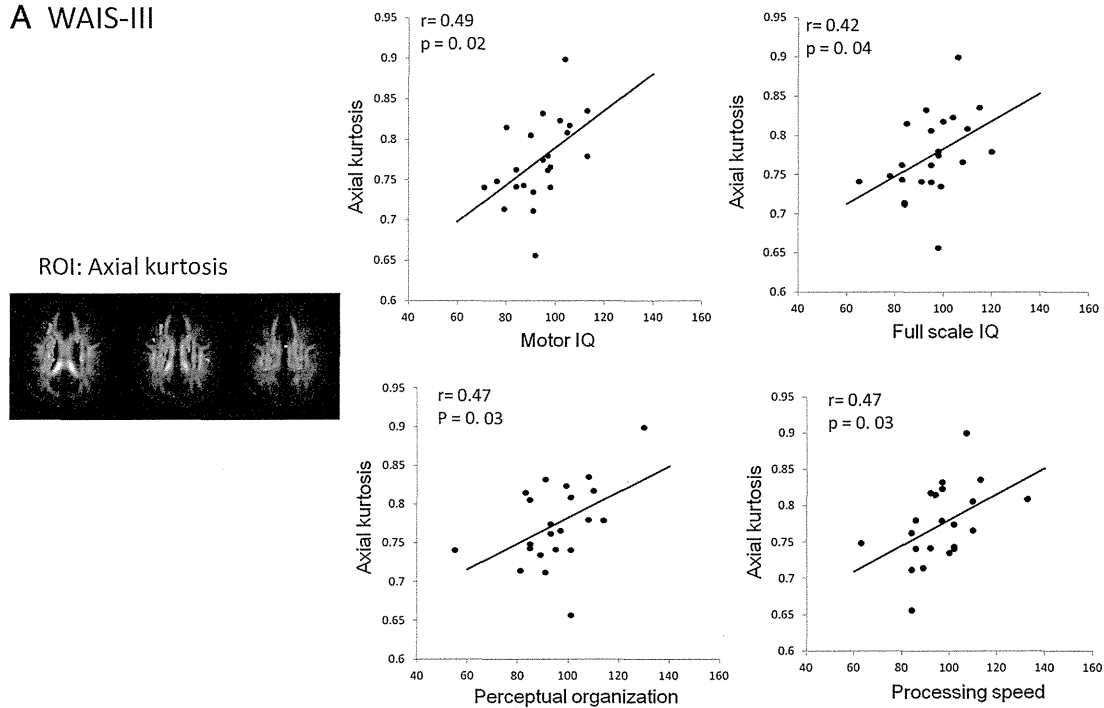 A WAIS-III
ROI: Axial kurtosis
r= 0.49
p = 0. 02
Axial kurtosis
0.95
0.9
0.85
0.8
0.75
0.7
0.65
0.6
40 60 80 100 120 140 160
Motor IQ
r= 0.42
p = 0. 04
Axial kurtosis
0.95
0.9
0.85
0.8
0.75
0.7
0.65
0.6
40 60 80 100 120 140 160
Full scale IQ
r= 0.47
P = 0. 03
Axial kurtosis
0.95
0.9
0.85
0.8
0.75
0.7
0.65
0.6
40 60 80 100 120 140 160
Perceptual organization
r= 0.47
p = 0. 03
Axial kurtosis
0.95
0.9
0.85
0.8
0.75
0.7
0.65
0.6
40 60 80 100 120 140 160
Processing speed